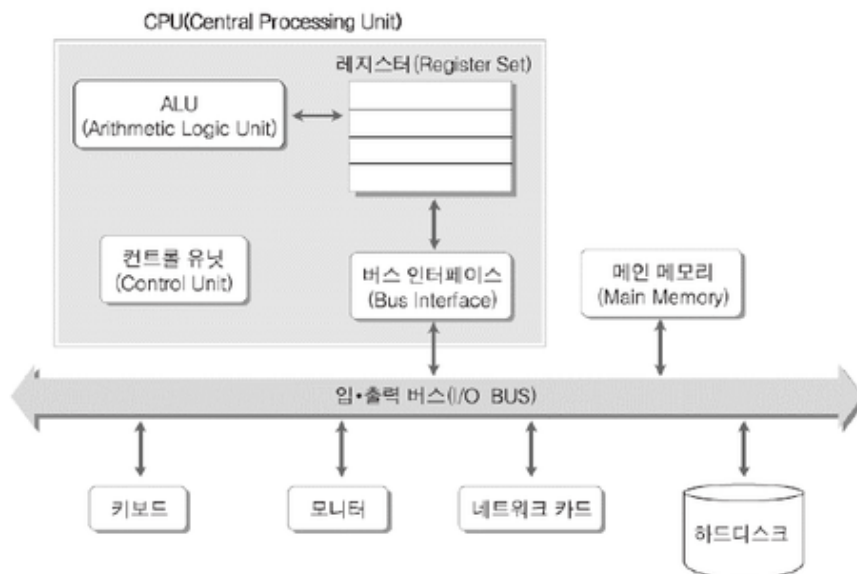 CPU(Central Processing Unit)
레지스터(Register Set)
ALU
(Arithmetic Logic Unit)
컨트롤 유닛
(Control Unit)
버스 인터페이스
(Bus Interface)
메인 메모리
(Main Memory)
입•출력 버스(I/O BUS)
키보드
모니터
네트워크 카드
하드디스크